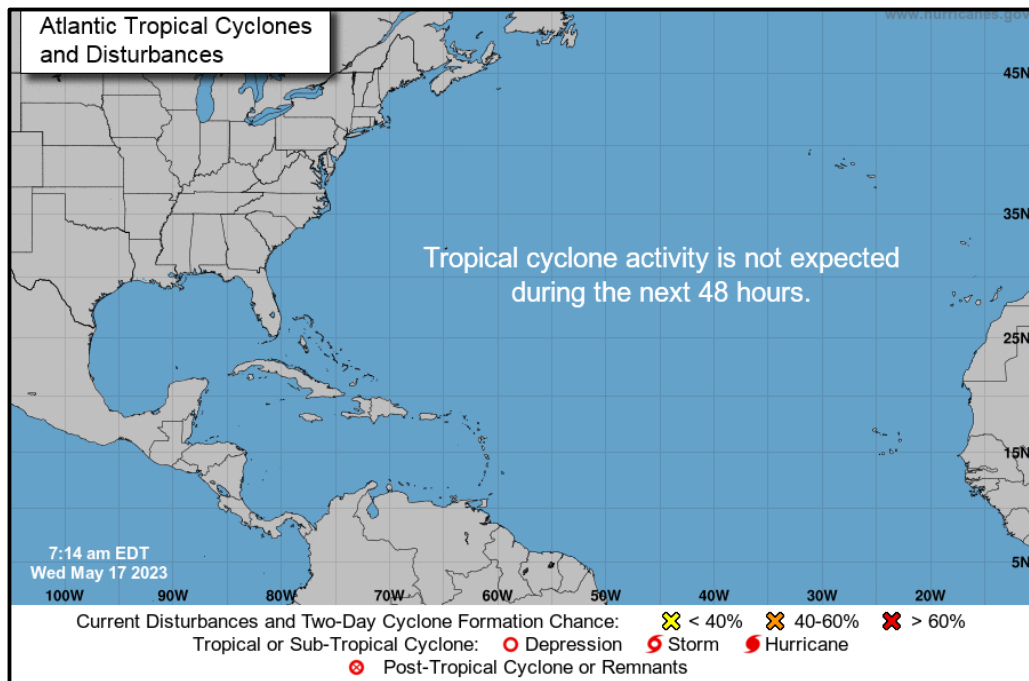 www.hurricanes.gov
Atlantic Tropical Cyclones
and Disturbances
45N
35N
Tropical cyclone activity is not expected
during the next 48 hours.
25N
15N
7:14 am EDT
Wed May 17 2023
5N
100W 90W 80W 70W 60W 50W 40W 30W 20W
Current Disturbances and Two-Day Cyclone Formation Chance: < 40% 40-60% > 60%
Tropical or Sub-Tropical Cyclone: Depression Storm Hurricane
Post-Tropical Cyclone or Remnants